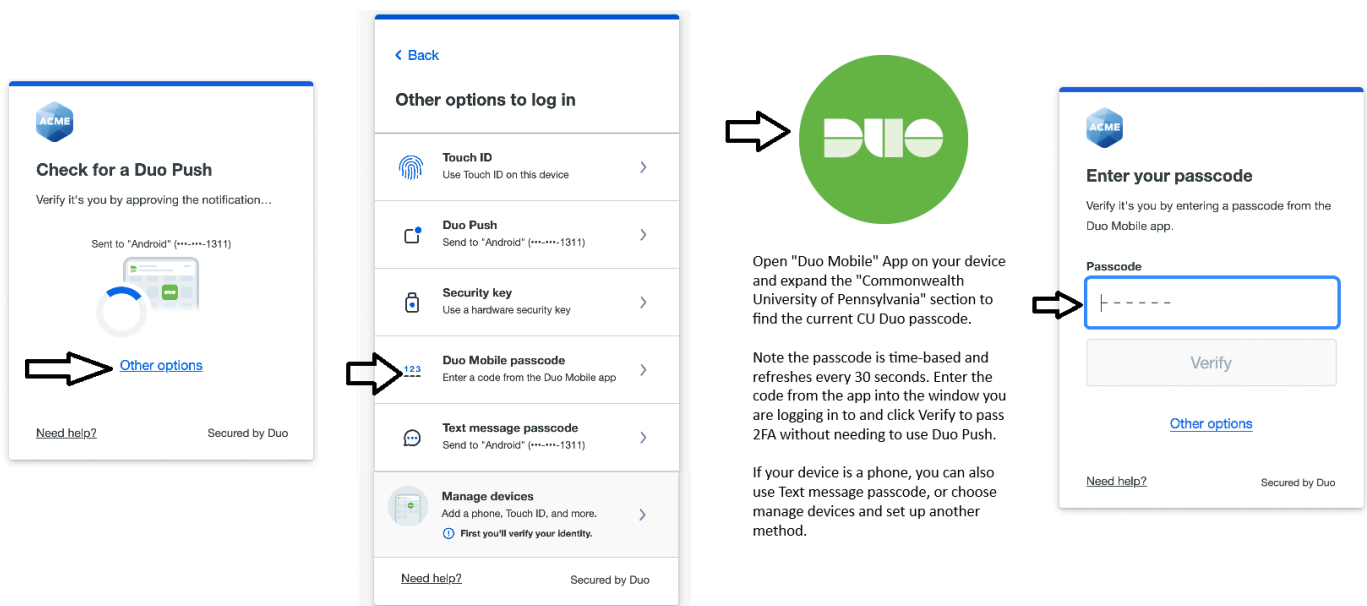 ACME
Check for a Duo Push
Verify it's you by approving the notification...
Sent to "Android" (•••-•••-1311)
Other options
Need help?
Secured by Duo
Back
Other options to log in
Touch ID
Use Touch ID on this device
Duo Push
Send to "Android" (•••-•••-1311)
Security key
Use a hardware security key
123
Duo Mobile passcode
Enter a code from the Duo Mobile app
Text message passcode
Send to "Android" (•••-•••-1311)
Manage devices
Add a phone, Touch ID, and more.
First you'll verify your identity.
Need help?
Secured by Duo
DUO
Open "Duo Mobile" App on your device
and expand the "Commonwealth
University of Pennsylvania" section to
find the current CU Duo passcode.
Note the passcode is time-based and
refreshes every 30 seconds. Enter the
code from the app into the window you
are logging in to and click Verify to pass
2FA without needing to use Duo Push.
If your device is a phone, you can also
use Text message passcode, or choose
manage devices and set up another
method.
ACME
Enter your passcode
Verify it's you by entering a passcode from the
Duo Mobile app.
Passcode
Verify
Other options
Need help?
Secured by Duo